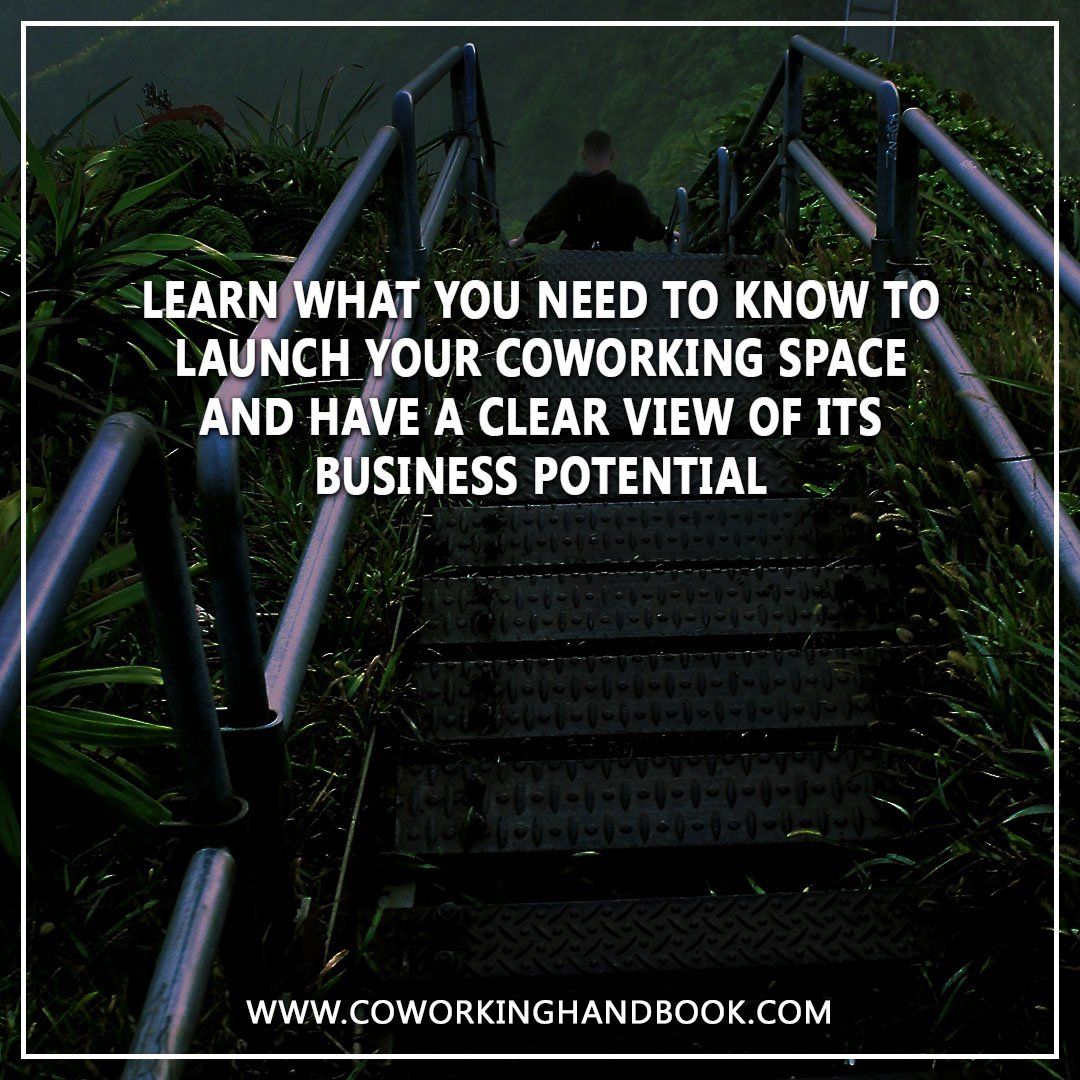 LEARN WHAT YOU NEED TO KNOW TO
LAUNCH YOUR COWORKING SPACE
AND HAVE A CLEAR VIEW OF ITS
BUSINESS POTENTIAL
WWW.COWORKINGHANDBOOK.COM